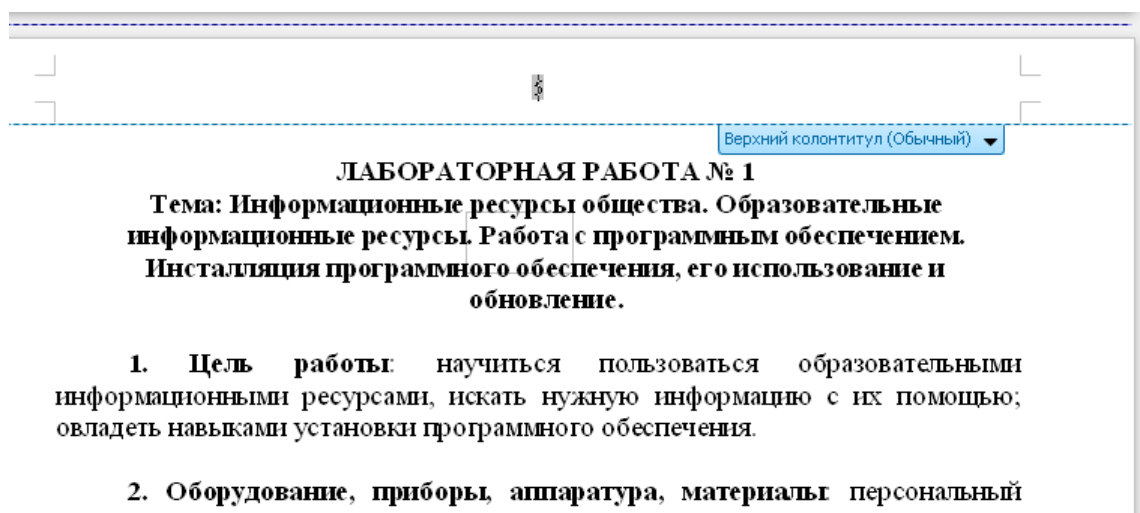 Верхний колонтитул (Обычный)
ЛАБОРАТОРНАЯ РАБОТА № 1
Тема: Информационные ресурсы общества. Образовательные
информационные ресурсы. Работа с программным обеспечением.
Инсталляция программного обеспечения, его использование и
обновление.
1. Цель работы: научиться пользоваться образовательными
информационными ресурсами, искать нужную информацию с их помощью;
овладеть навыками установки программного обеспечения.
2. Оборудование, приборы, аппаратура, материалы: персональный